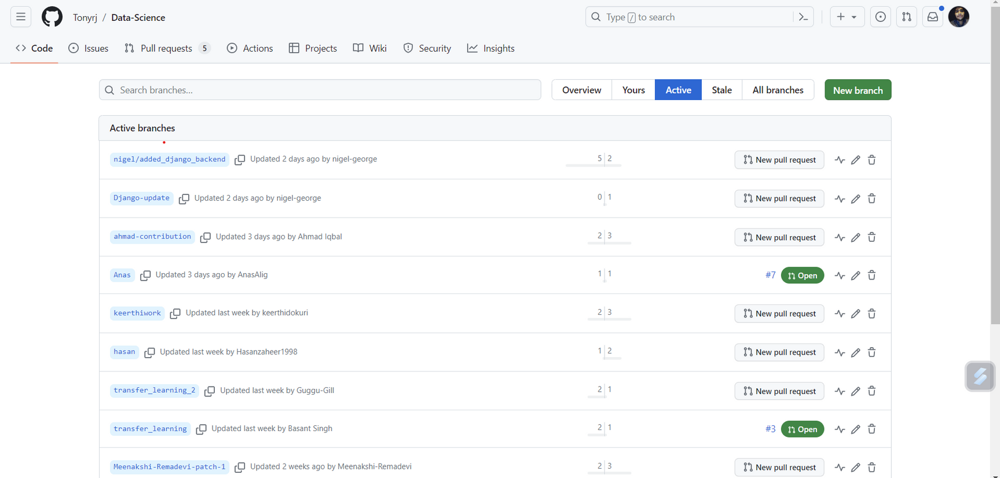 Tonyrj / Data-Science
Type / to search
Code Issues Pull requests 5 Actions Projects Wiki Security Insights
Search branches...
Overview Yours Active Stale All branches New branch
Active branches
nigel/added_django_backend Updated 2 days ago by nigel-george 5 2 New pull request
Django-update Updated 2 days ago by nigel-george 0 1 New pull request
ahmad-contribution Updated 3 days ago by Ahmad Iqbal 2 3 New pull request
Anas Updated 3 days ago by AnasAlig 1 1 #7 Open
keerthiwork Updated last week by keerthidokuri 2 3 New pull request
hasan Updated last week by Hasanzaheer1998 1 2 New pull request
transfer_learning_2 Updated last week by Guggu-Gill 2 1 New pull request
transfer_learning Updated last week by Basant Singh 2 1 #3 Open
Meenakshi-Remadevi-patch-1 Updated 2 weeks ago by Meenakshi-Remadevi 2 3 New pull request